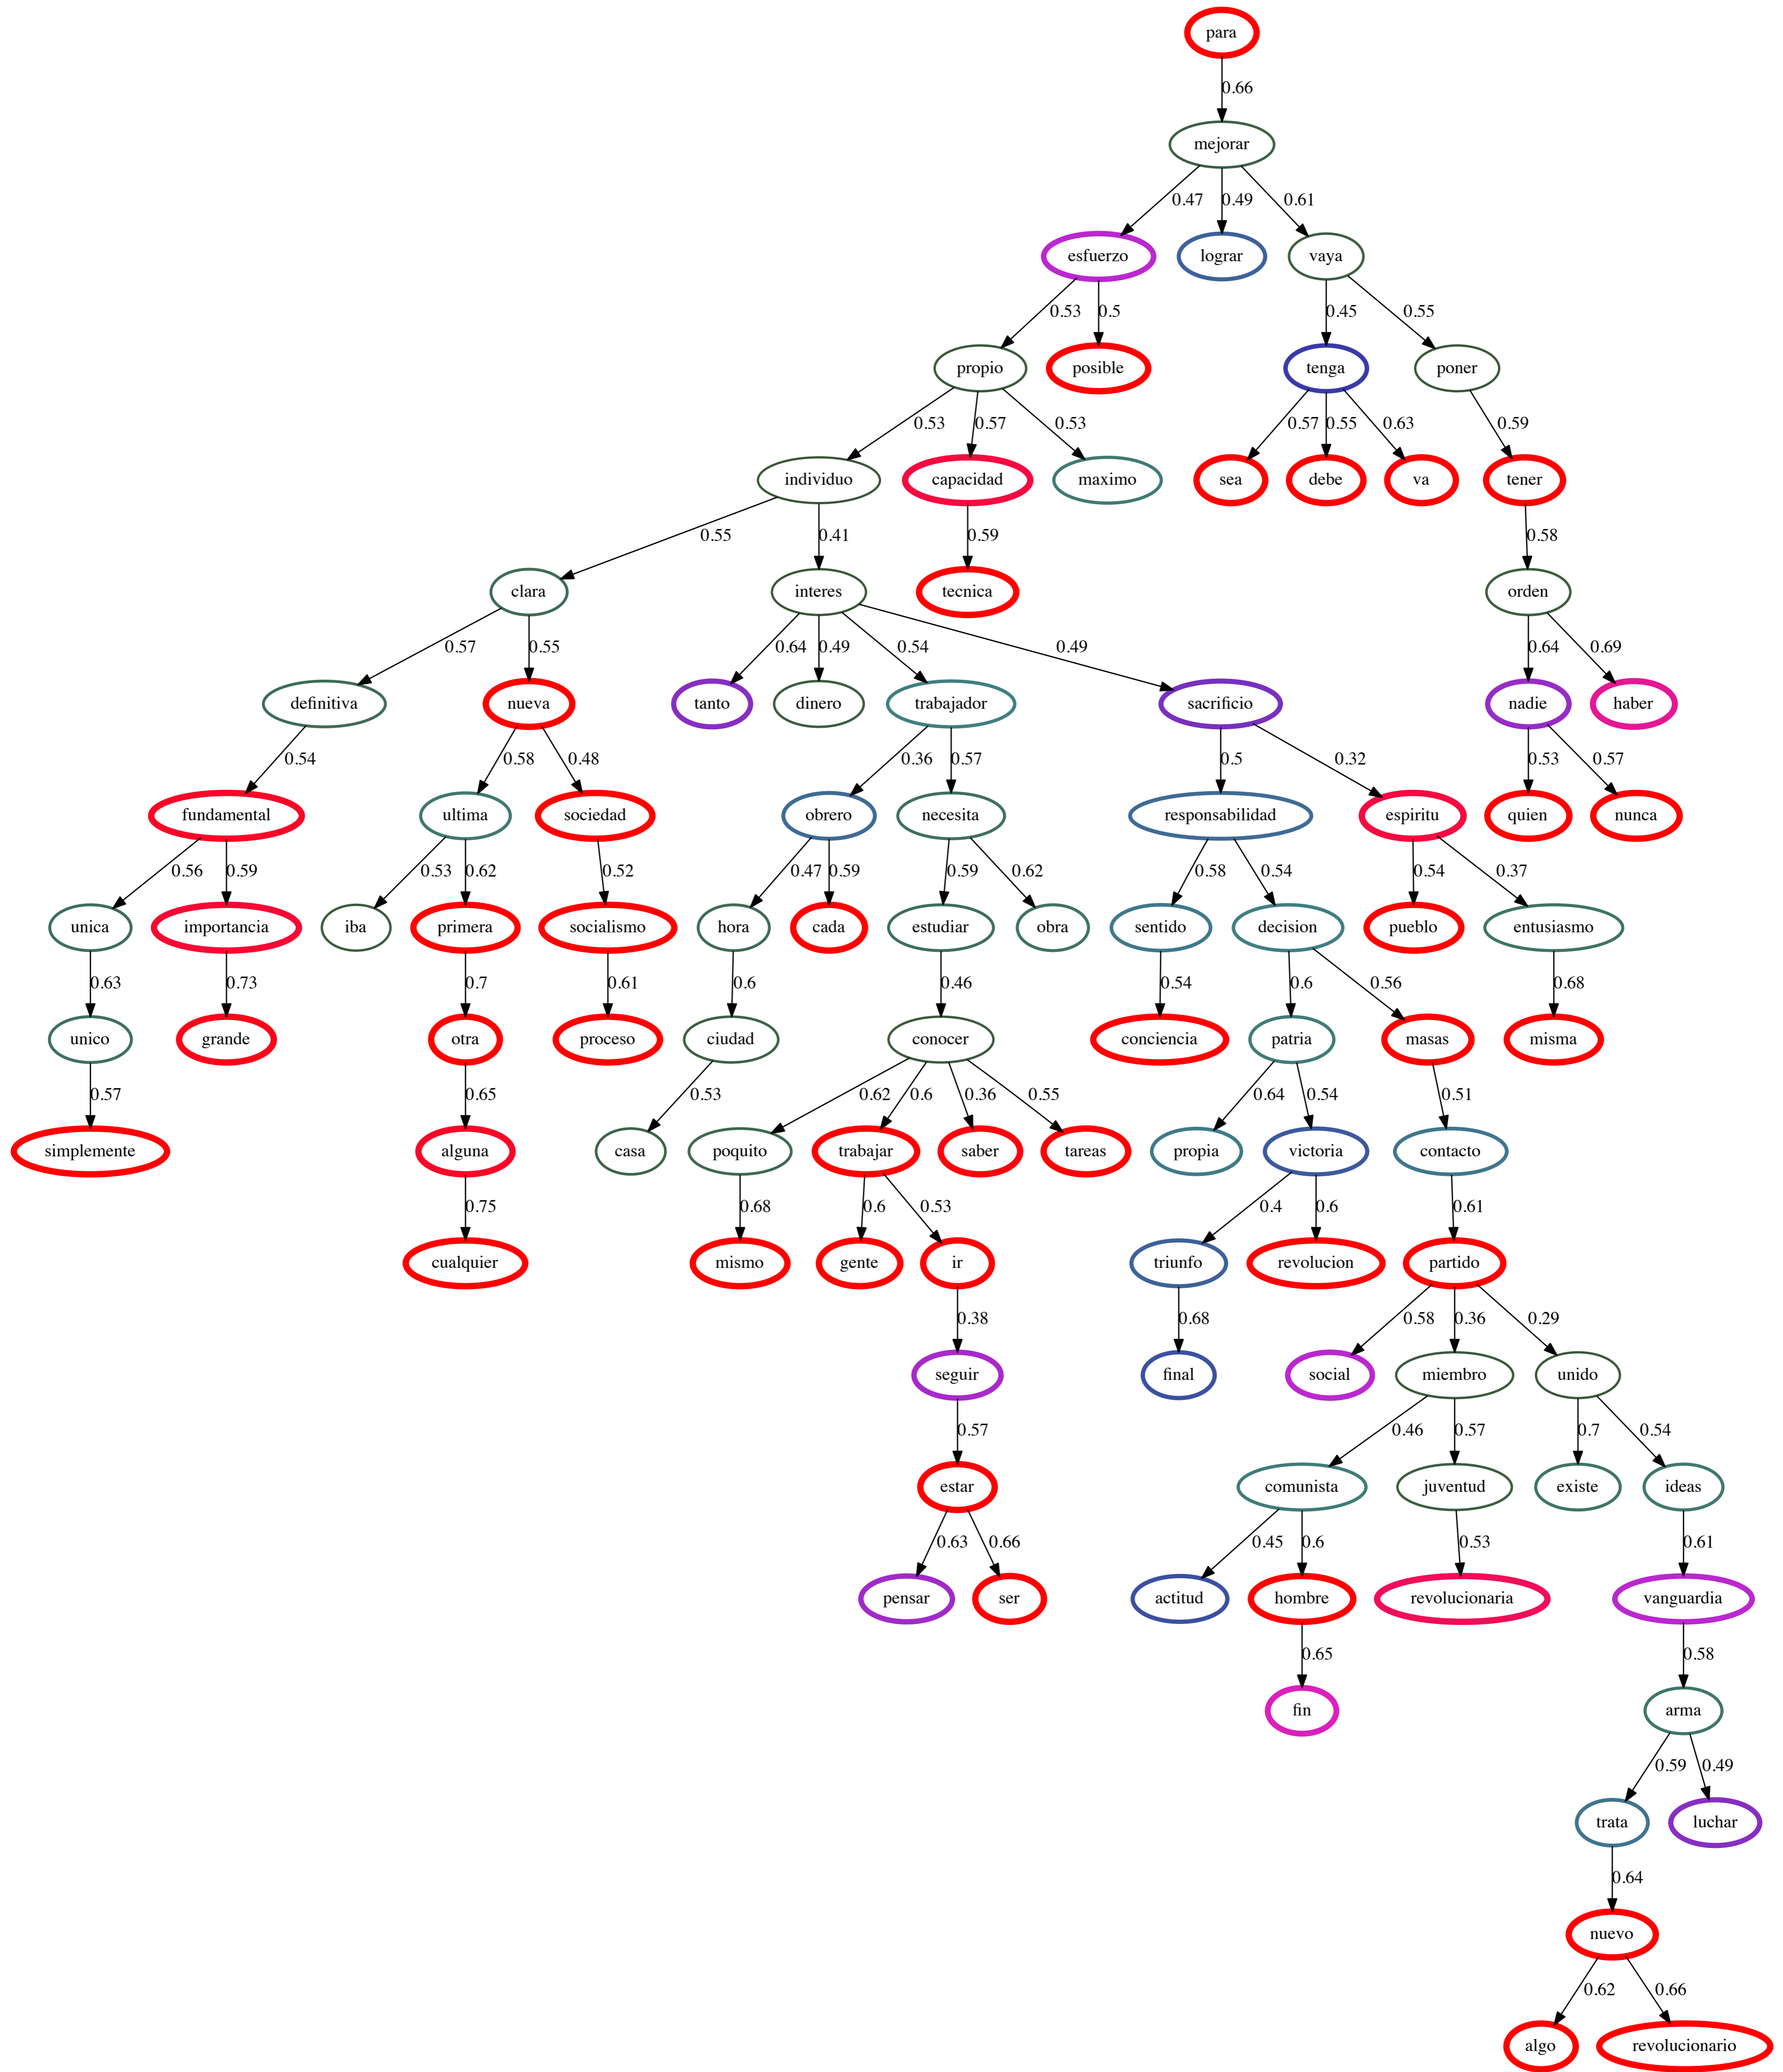 para
0.66
mejorar
0.47 0.49 0.61
esfuerzo lograr vaya
0.53 0.5 0.45 0.55
propio posible tenga poner
0.53 0.57 0.53 0.57 0.55 0.63 0.59
individuo capacidad maximo sea debe va tener
0.55 0.41 0.59 0.58
clara interes tecnica orden
0.57 0.55 0.64 0.49 0.54 0.49 0.64 0.69
definitiva nueva tanto dinero trabajador sacrificio nadie haber
0.54 0.58 0.48 0.36 0.57 0.5 0.32 0.53 0.57
fundamental ultima sociedad obrero necesita responsabilidad espiritu quien nunca
0.56 0.59 0.53 0.62 0.52 0.47 0.59 0.59 0.62 0.58 0.54 0.54 0.37
unica importancia iba primera socialismo hora cada estudiar obra sentido decision pueblo entusiasmo
0.63 0.73 0.7 0.61 0.6 0.46 0.54 0.6 0.56 0.68
unico grande otra proceso ciudad conocer conciencia patria masas misma
0.57 0.65 0.53 0.62 0.6 0.36 0.55 0.64 0.54 0.51
simplemente alguna casa poquito trabajar saber tareas propia victoria contacto
0.75 0.68 0.6 0.53 0.4 0.6 0.61
cualquier mismo gente ir triunfo revolucion partido
0.38 0.68 0.58 0.36 0.29
seguir final social miembro unido
0.57 0.46 0.57 0.7 0.54
estar comunista juventud existe ideas
0.63 0.66 0.45 0.6 0.53 0.61
pensar ser actitud hombre revolucionaria vanguardia
0.65 0.58
fin arma
0.59 0.49
trata luchar
0.64
nuevo
0.62 0.66
algo revolucionario